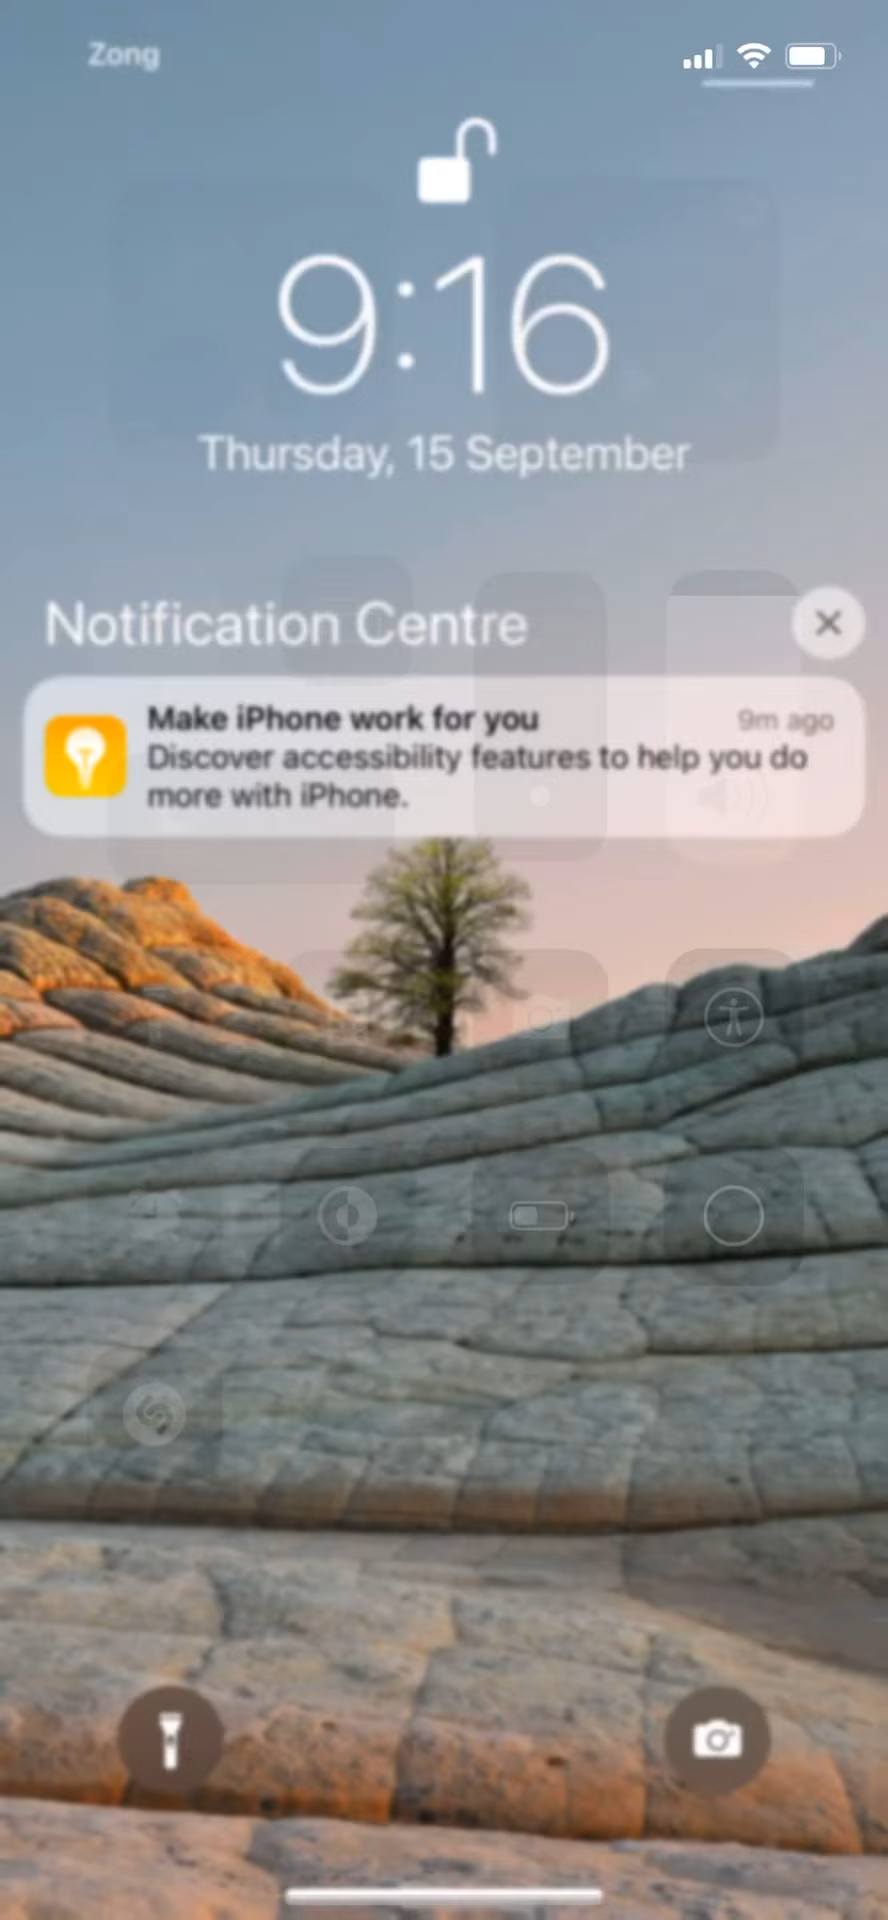 Zong
9:16
Thursday, 15 September
Notification Centre
Make iPhone work for you
9m ago
Discover accessibility features to help you do
more with iPhone.